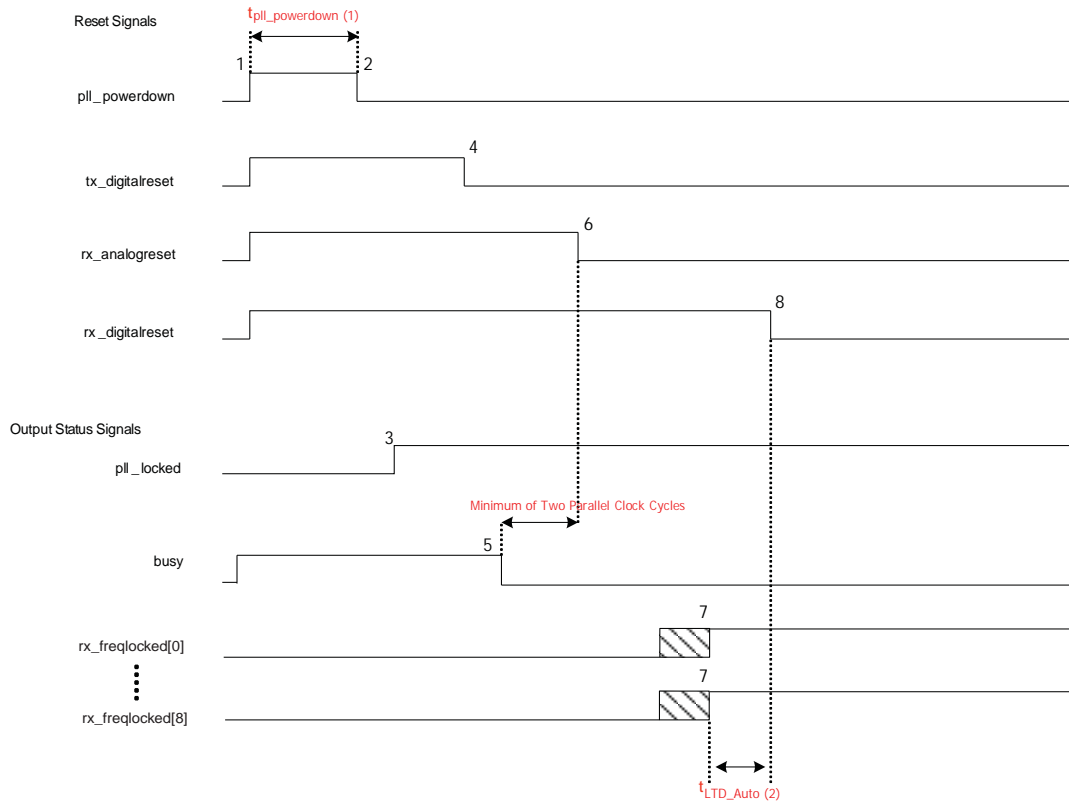 Reset Signals
tpll_powerdown (1)
1
2
pll_powerdown
4
tx_digitalreset
6
rx_analogreset
8
rx_digitalreset
Output Status Signals
3
pll_locked
Minimum of Two Parallel Clock Cycles
5
busy
7
rx_freqlocked[0]
7
rx_freqlocked[8]
tLTD_Auto (2)